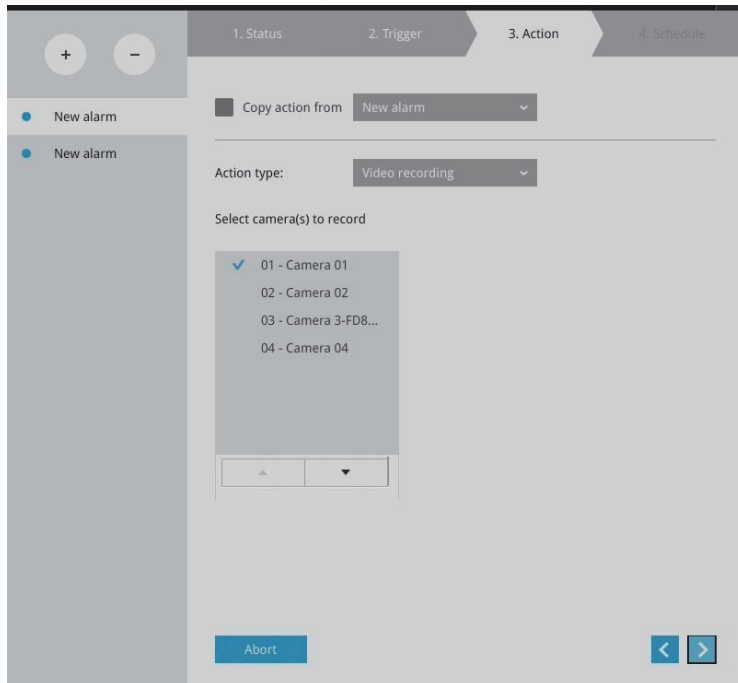 1. Status
2. Trigger
3. Action
4. Schedule
+
−
New alarm
New alarm
Copy action from
New alarm
Action type:
Video recording
Select camera(s) to record
01 - Camera 01
02 - Camera 02
03 - Camera 3-FD8...
04 - Camera 04
Abort